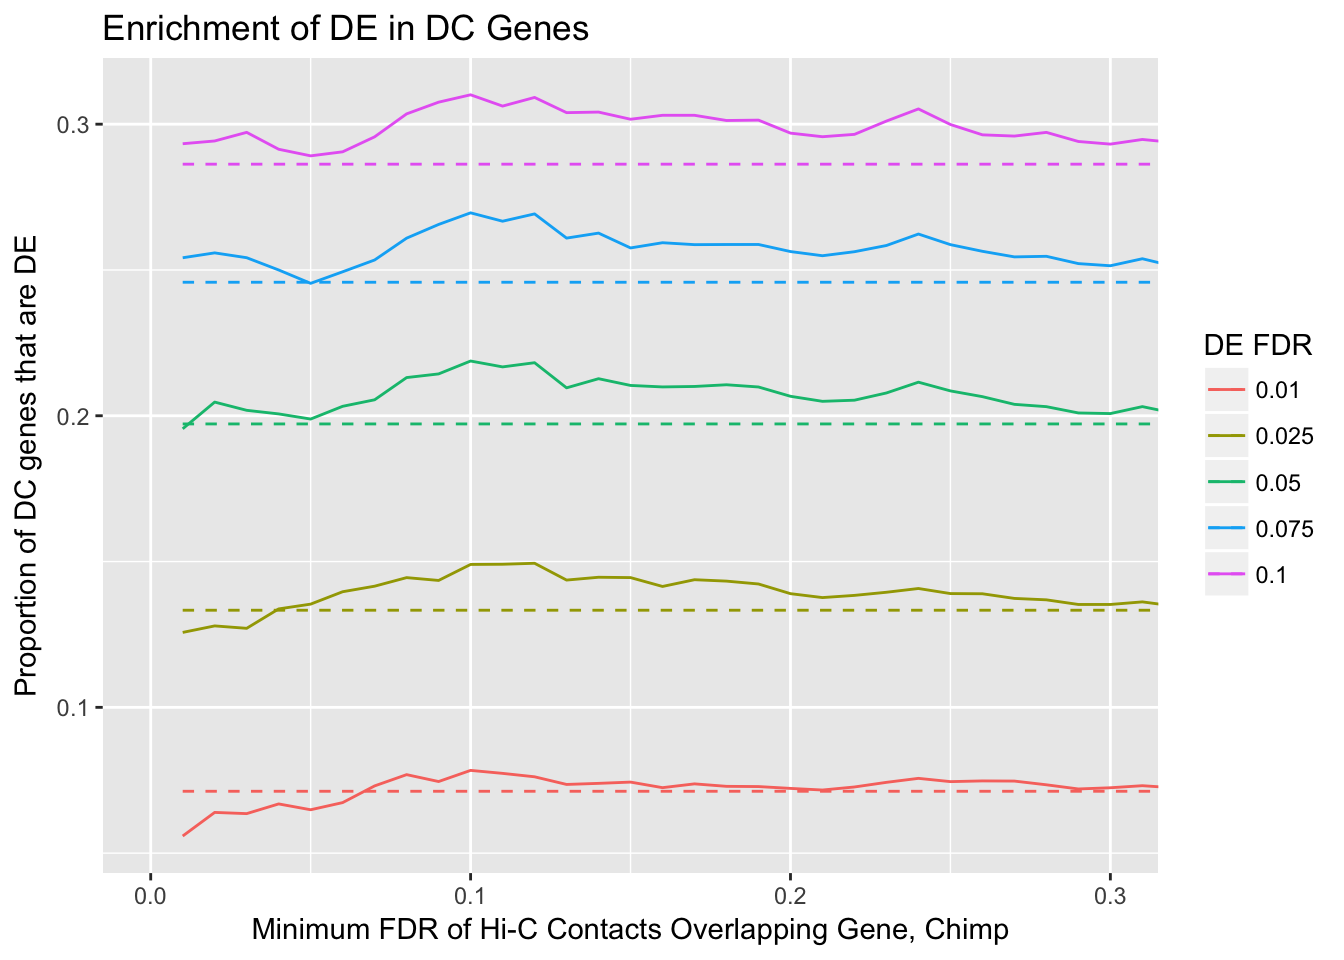 Enrichment of DE in DC Genes
Proportion of DC genes that are DE
0.3
0.2
0.1
0.0 0.1 0.2 0.3
Minimum FDR of Hi-C Contacts Overlapping Gene, Chimp
DE FDR
0.01
0.025
0.05
0.075
0.1